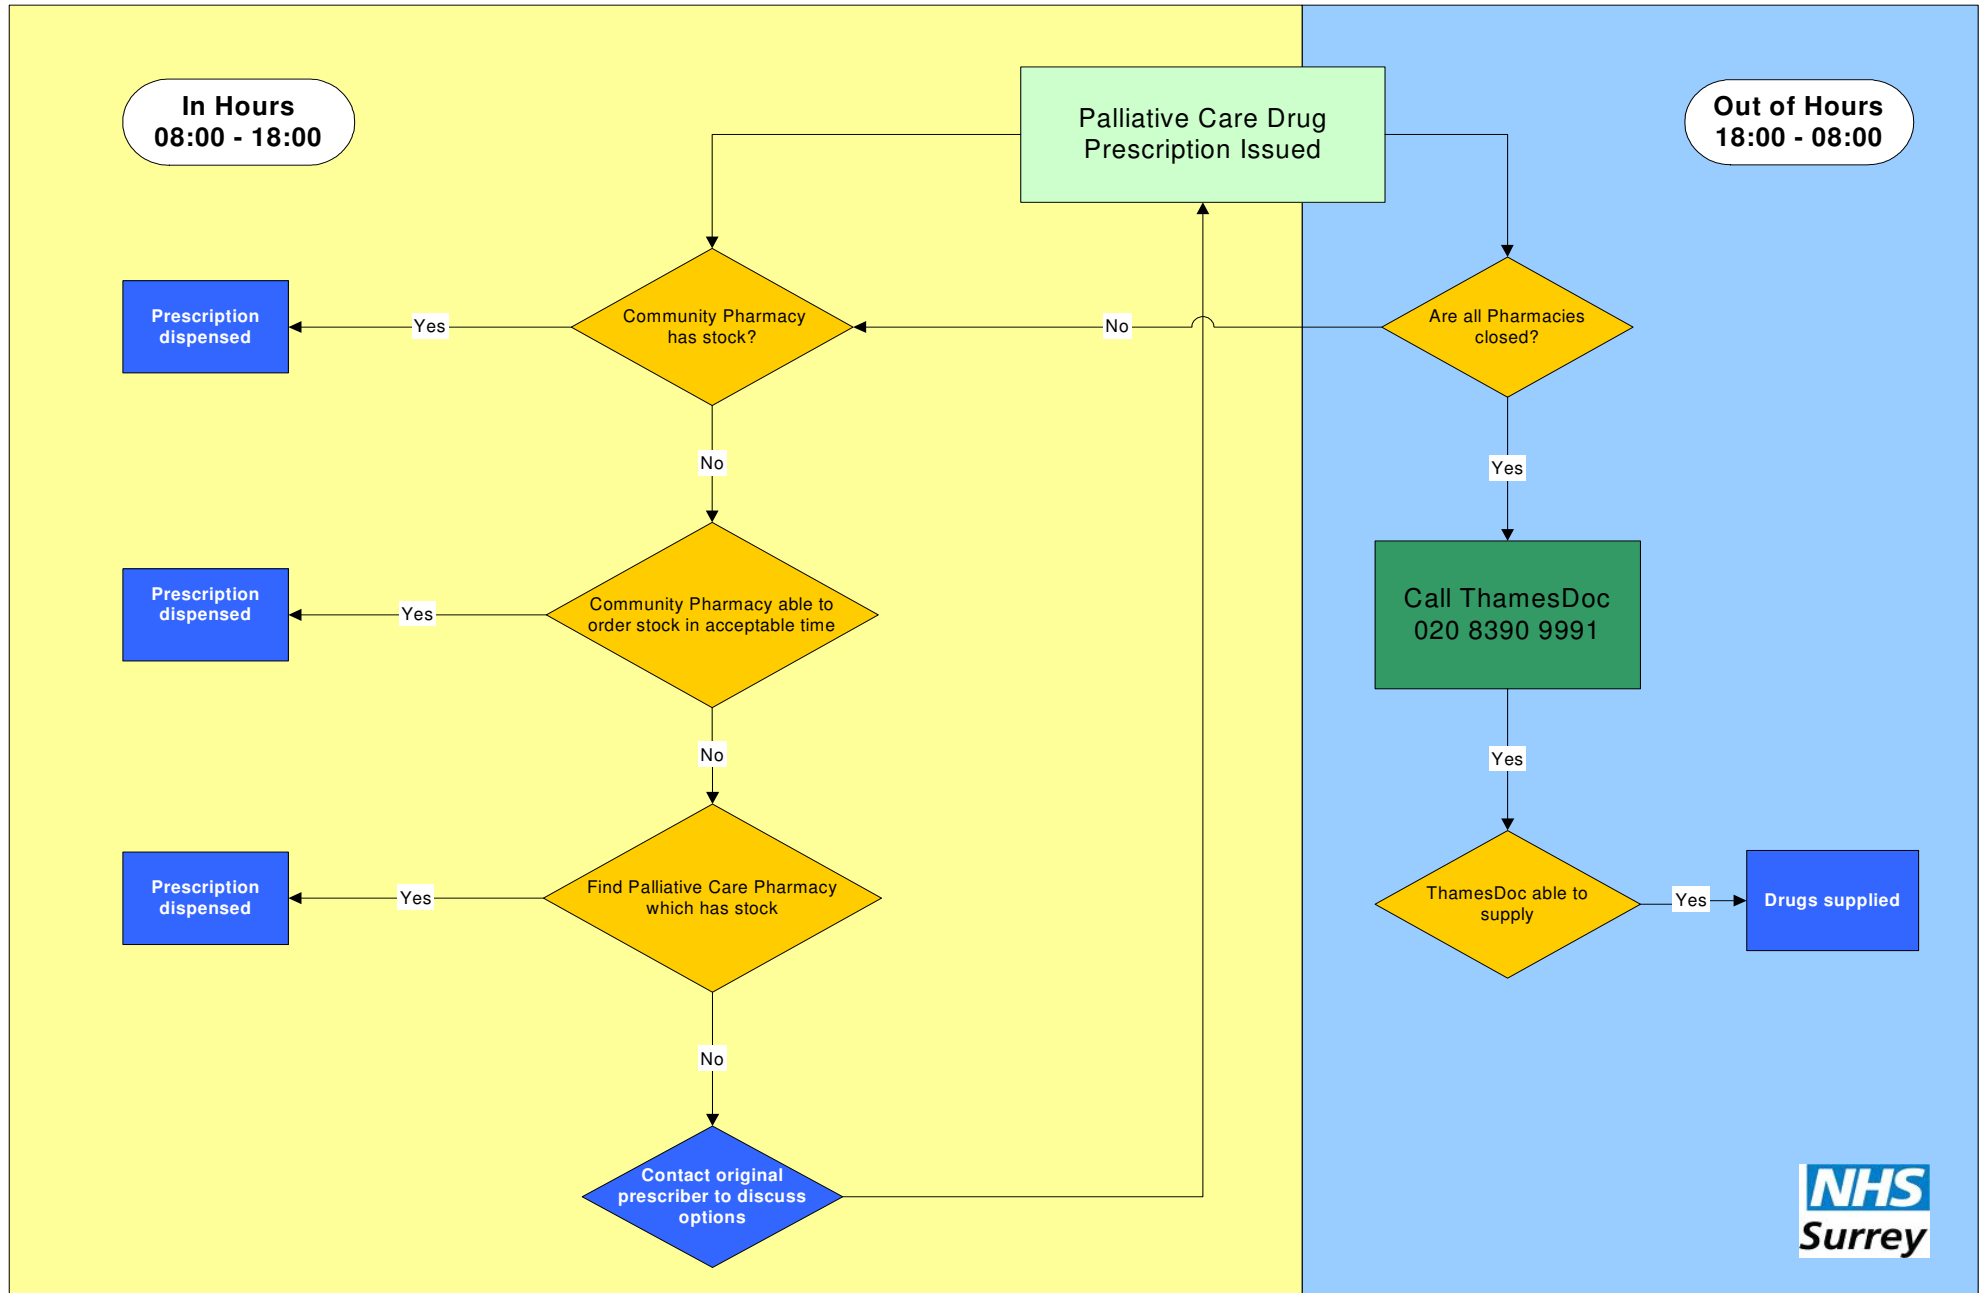 In Hours
08:00 - 18:00
Palliative Care Drug
Prescription Issued
Out of Hours
18:00 - 08:00
Prescription
dispensed
Yes
Community Pharmacy
has stock?
No
Are all Pharmacies
closed?
No
Yes
Prescription
dispensed
Yes
Community Pharmacy able to
order stock in acceptable time
Call ThamesDoc
020 8390 9991
No
Yes
Prescription
dispensed
Yes
Find Palliative Care Pharmacy
which has stock
ThamesDoc able to
supply
Yes
Drugs supplied
No
Contact original
prescriber to discuss
options
NHS
Surrey